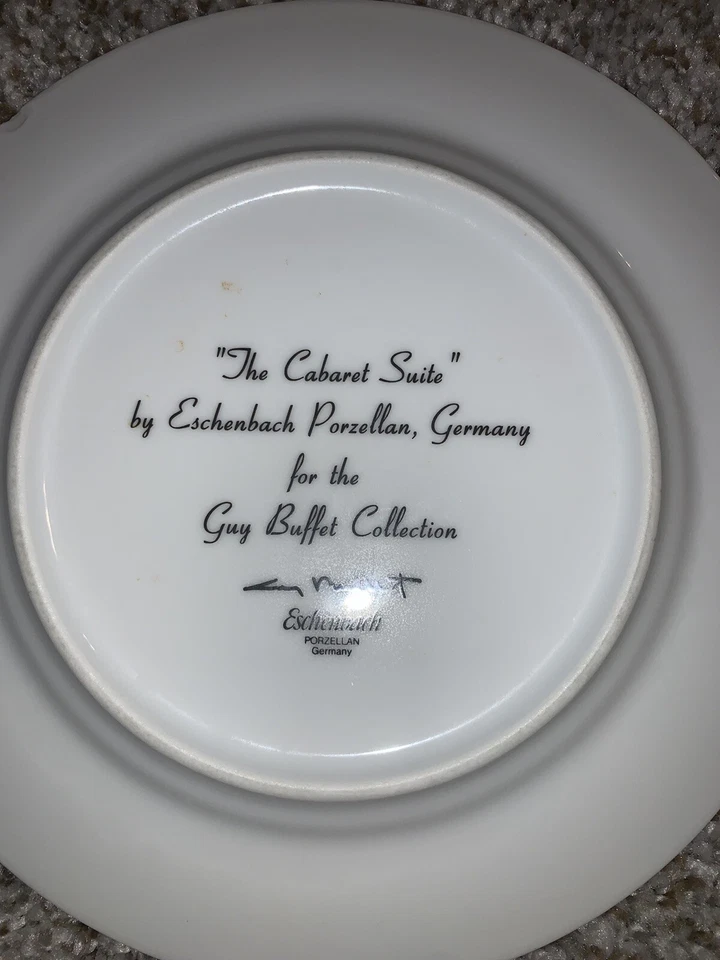 "The Cabaret Suite"
by Eschenbach Porzellan, Germany
for the
Guy Buffet Collection
Eschenbach
PORZELLAN
Germany